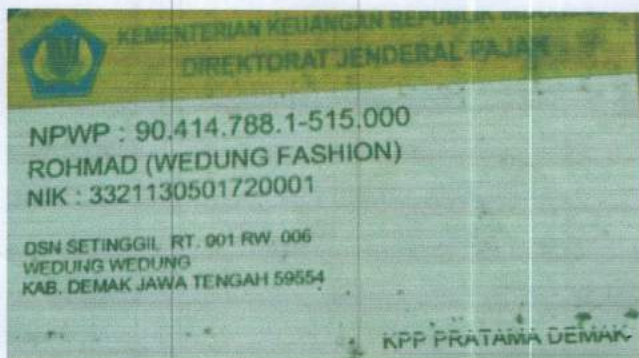 KEMENTERIAN KEUANGAN REPUBLIK INDONESIA
DIREKTORAT JENDERAL PAJAK
NPWP : 90.414.788.1-515.000
ROHMAD (WEDUNG FASHION)
NIK : 3321130501720001
DSN SETINGGIL RT. 001 RW. 006
WEDUNG WEDUNG
KAB. DEMAK JAWA TENGAH 59554
KPP PRATAMA DEMAK